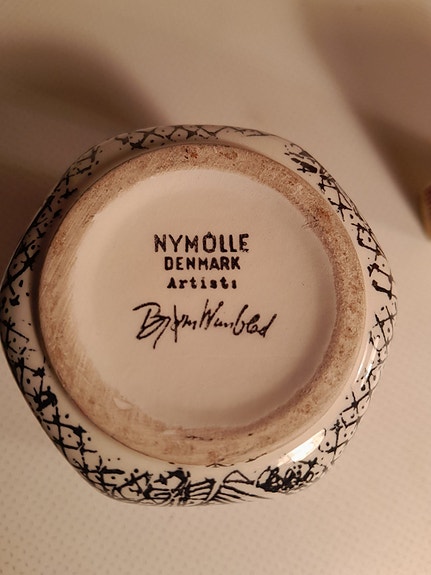 NYMÖLLE
DENMARK
Artist:
Bjørn Wiinblad